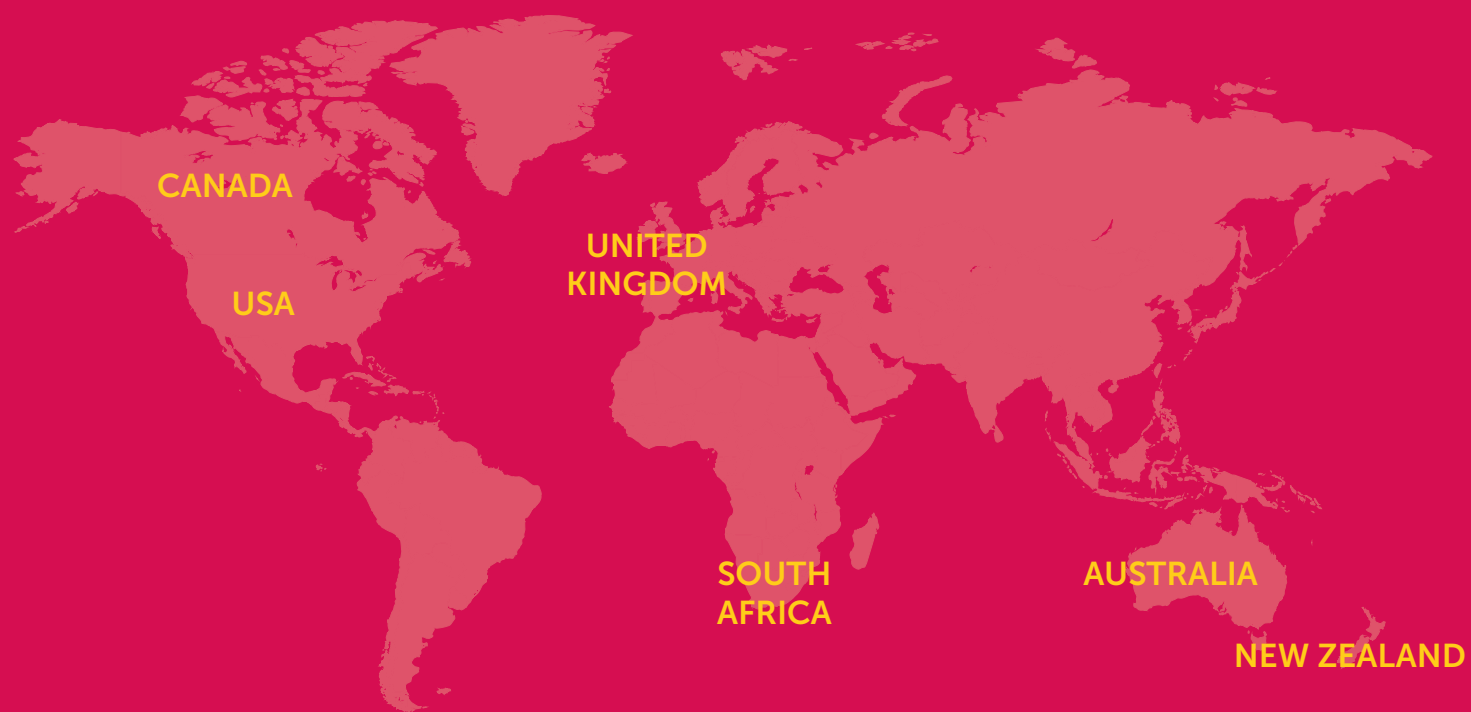 CANADA
UNITED
KINGDOM
USA
SOUTH
AFRICA
AUSTRALIA
NEW ZEALAND